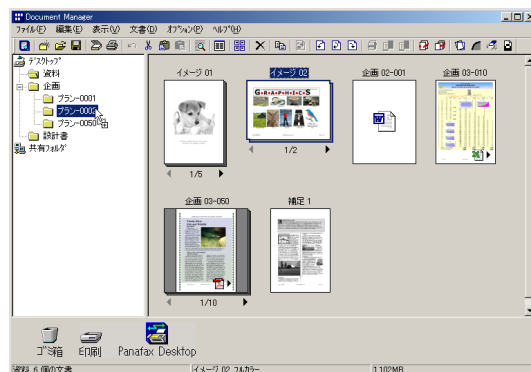 Document Manager
ファイル(F) 編集(E) 表示(V) 文書(D) オプション(P) ヘルプ(H)
デスクトップ
資料
企画
プラン-0001
プラン-0002
プラン-0050
設計書
共有フォルダ
イメージ 01
イメージ 02
企画 02-001
企画 03-010
GRAPHICS
1/5
1/2
企画 03-050
補足 1
1/10
ゴミ箱
印刷
Panafax Desktop
資料 6 個の文書
イメージ 02 フルカラー
1.102MB